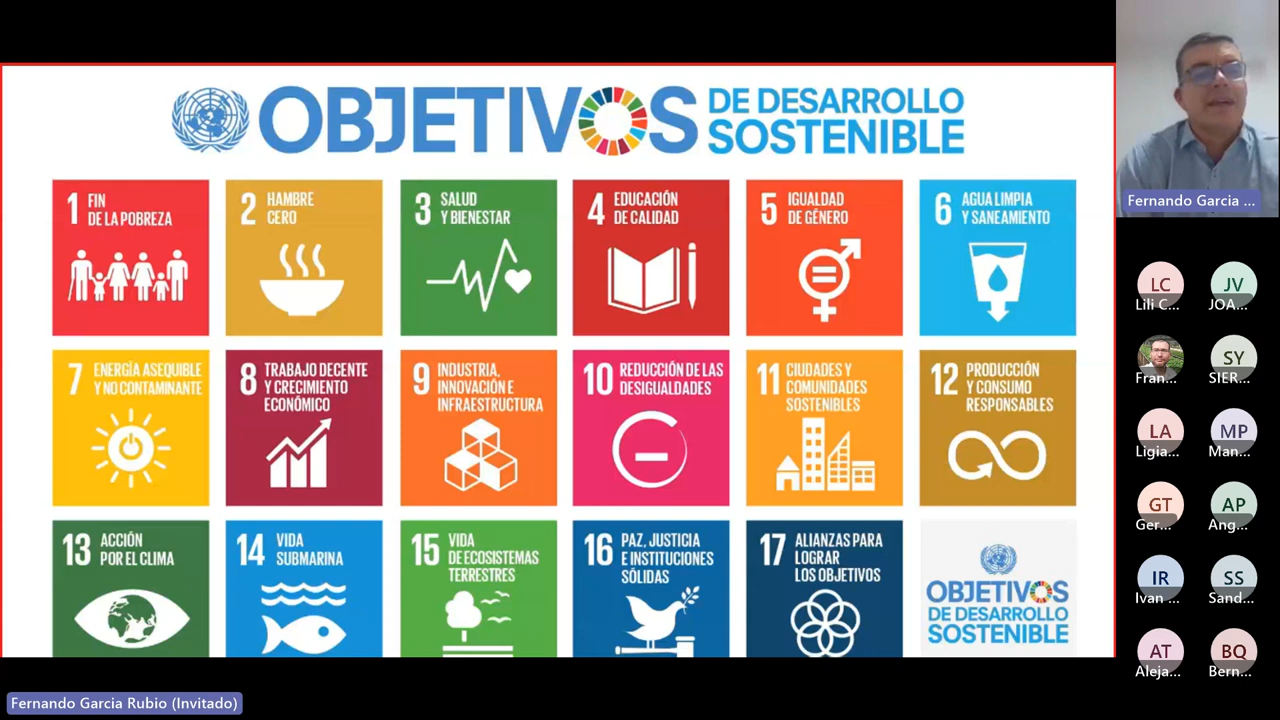 OBJETIVOS
DE DESARROLLO
SOSTENIBLE
1 FIN
DE LA POBREZA
2 HAMBRE
CERO
3 SALUD
Y BIENESTAR
4 EDUCACIÓN
DE CALIDAD
5 IGUALDAD
DE GÉNERO
6 AGUA LIMPIA
Y SANEAMIENTO
7 ENERGÍA ASEQUIBLE
Y NO CONTAMINANTE
8 TRABAJO DECENTE
Y CRECIMIENTO
ECONÓMICO
9 INDUSTRIA,
INNOVACIÓN E
INFRAESTRUCTURA
10 REDUCCIÓN DE LAS
DESIGUALDADES
11 CIUDADES Y
COMUNIDADES
SOSTENIBLES
12 PRODUCCIÓN
Y CONSUMO
RESPONSABLES
13 ACCIÓN
POR EL CLIMA
14 VIDA
SUBMARINA
15 VIDA
DE ECOSISTEMAS
TERRESTRES
16 PAZ, JUSTICIA
E INSTITUCIONES
SÓLIDAS
17 ALIANZAS PARA
LOGRAR
LOS OBJETIVOS
OBJETIVOS
DE DESARROLLO
SOSTENIBLE
Fernando Garcia Rubio (Invitado)
Fernando Garcia ...
LC
Lili C...
JV
JOA...
Fran...
SY
SIER...
LA
Ligia...
MP
Man...
GT
Ger...
AP
Ang...
IR
Ivan ...
SS
Sand...
AT
Aleja...
BQ
Bern...